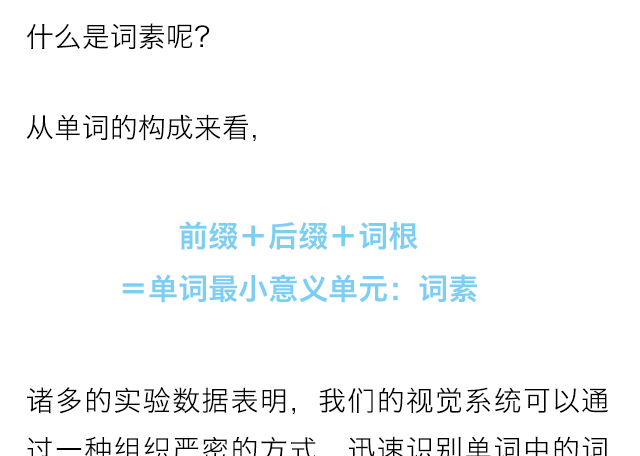 什么是词素呢？
从单词的构成来看，
前缀＋后缀＋词根
＝单词最小意义单元：词素
诸多的实验数据表明，我们的视觉系统可以通
过一种组织严密的方式，迅速识别单词中的词